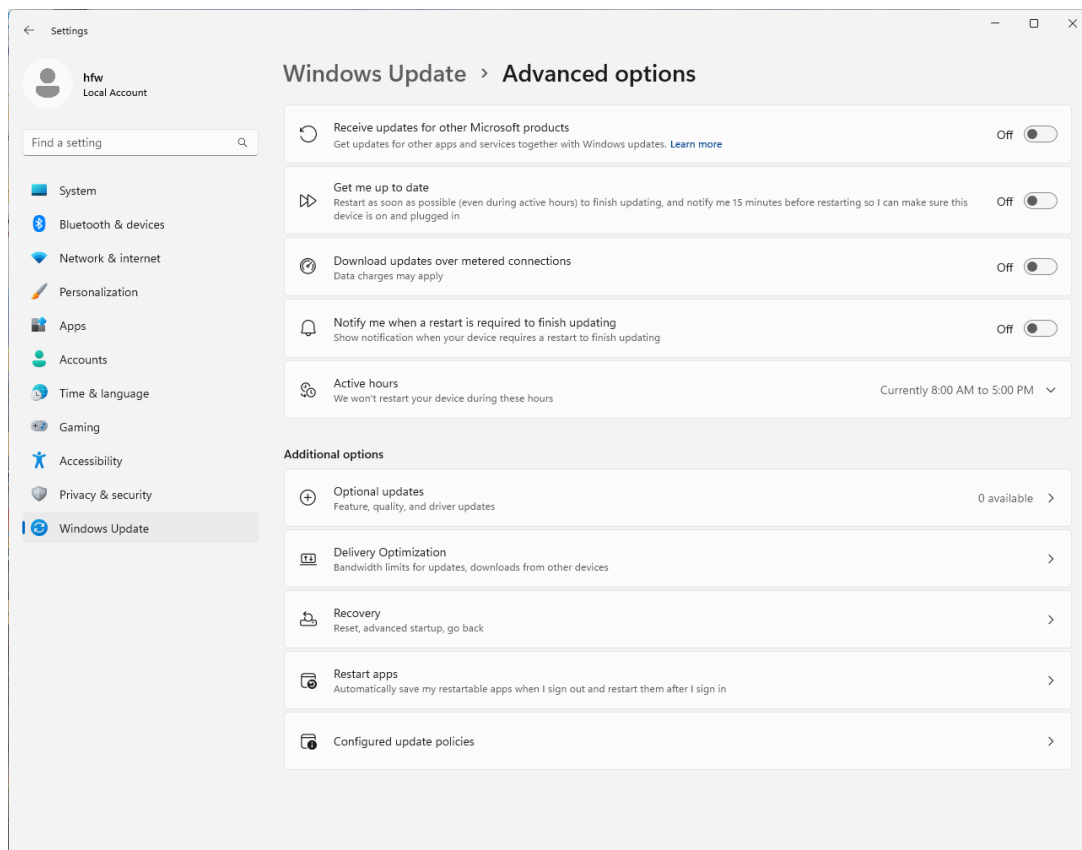 Settings
hfw
Local Account
Find a setting
System
Bluetooth & devices
Network & internet
Personalization
Apps
Accounts
Time & language
Gaming
Accessibility
Privacy & security
Windows Update
Windows Update > Advanced options
Receive updates for other Microsoft products
Get updates for other apps and services together with Windows updates. Learn more
Off
Get me up to date
Restart as soon as possible (even during active hours) to finish updating, and notify me 15 minutes before restarting so I can make sure this
device is on and plugged in
Off
Download updates over metered connections
Data charges may apply
Off
Notify me when a restart is required to finish updating
Show notification when your device requires a restart to finish updating
Off
Active hours
We won't restart your device during these hours
Currently 8:00 AM to 5:00 PM
Additional options
Optional updates
Feature, quality, and driver updates
0 available
Delivery Optimization
Bandwidth limits for updates, downloads from other devices
Recovery
Reset, advanced startup, go back
Restart apps
Automatically save my restartable apps when I sign out and restart them after I sign in
Configured update policies